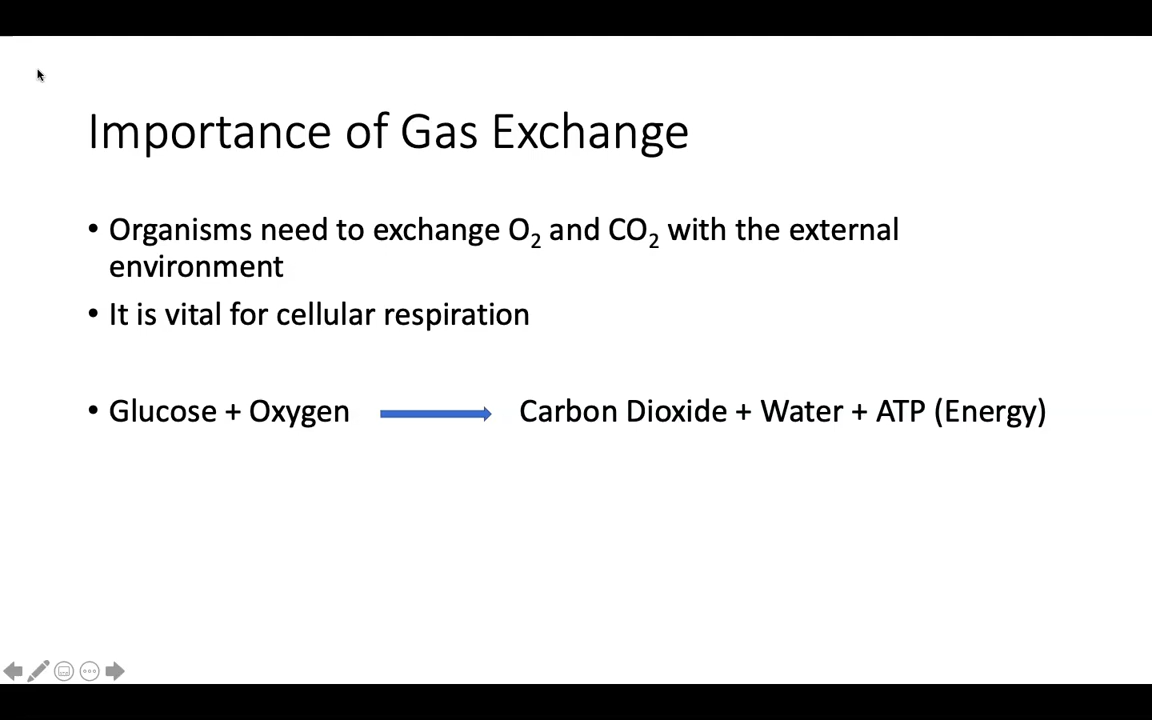 Importance of Gas Exchange
• Organisms need to exchange O₂ and CO₂ with the external
environment
• It is vital for cellular respiration
• Glucose + Oxygen Carbon Dioxide + Water + ATP (Energy)